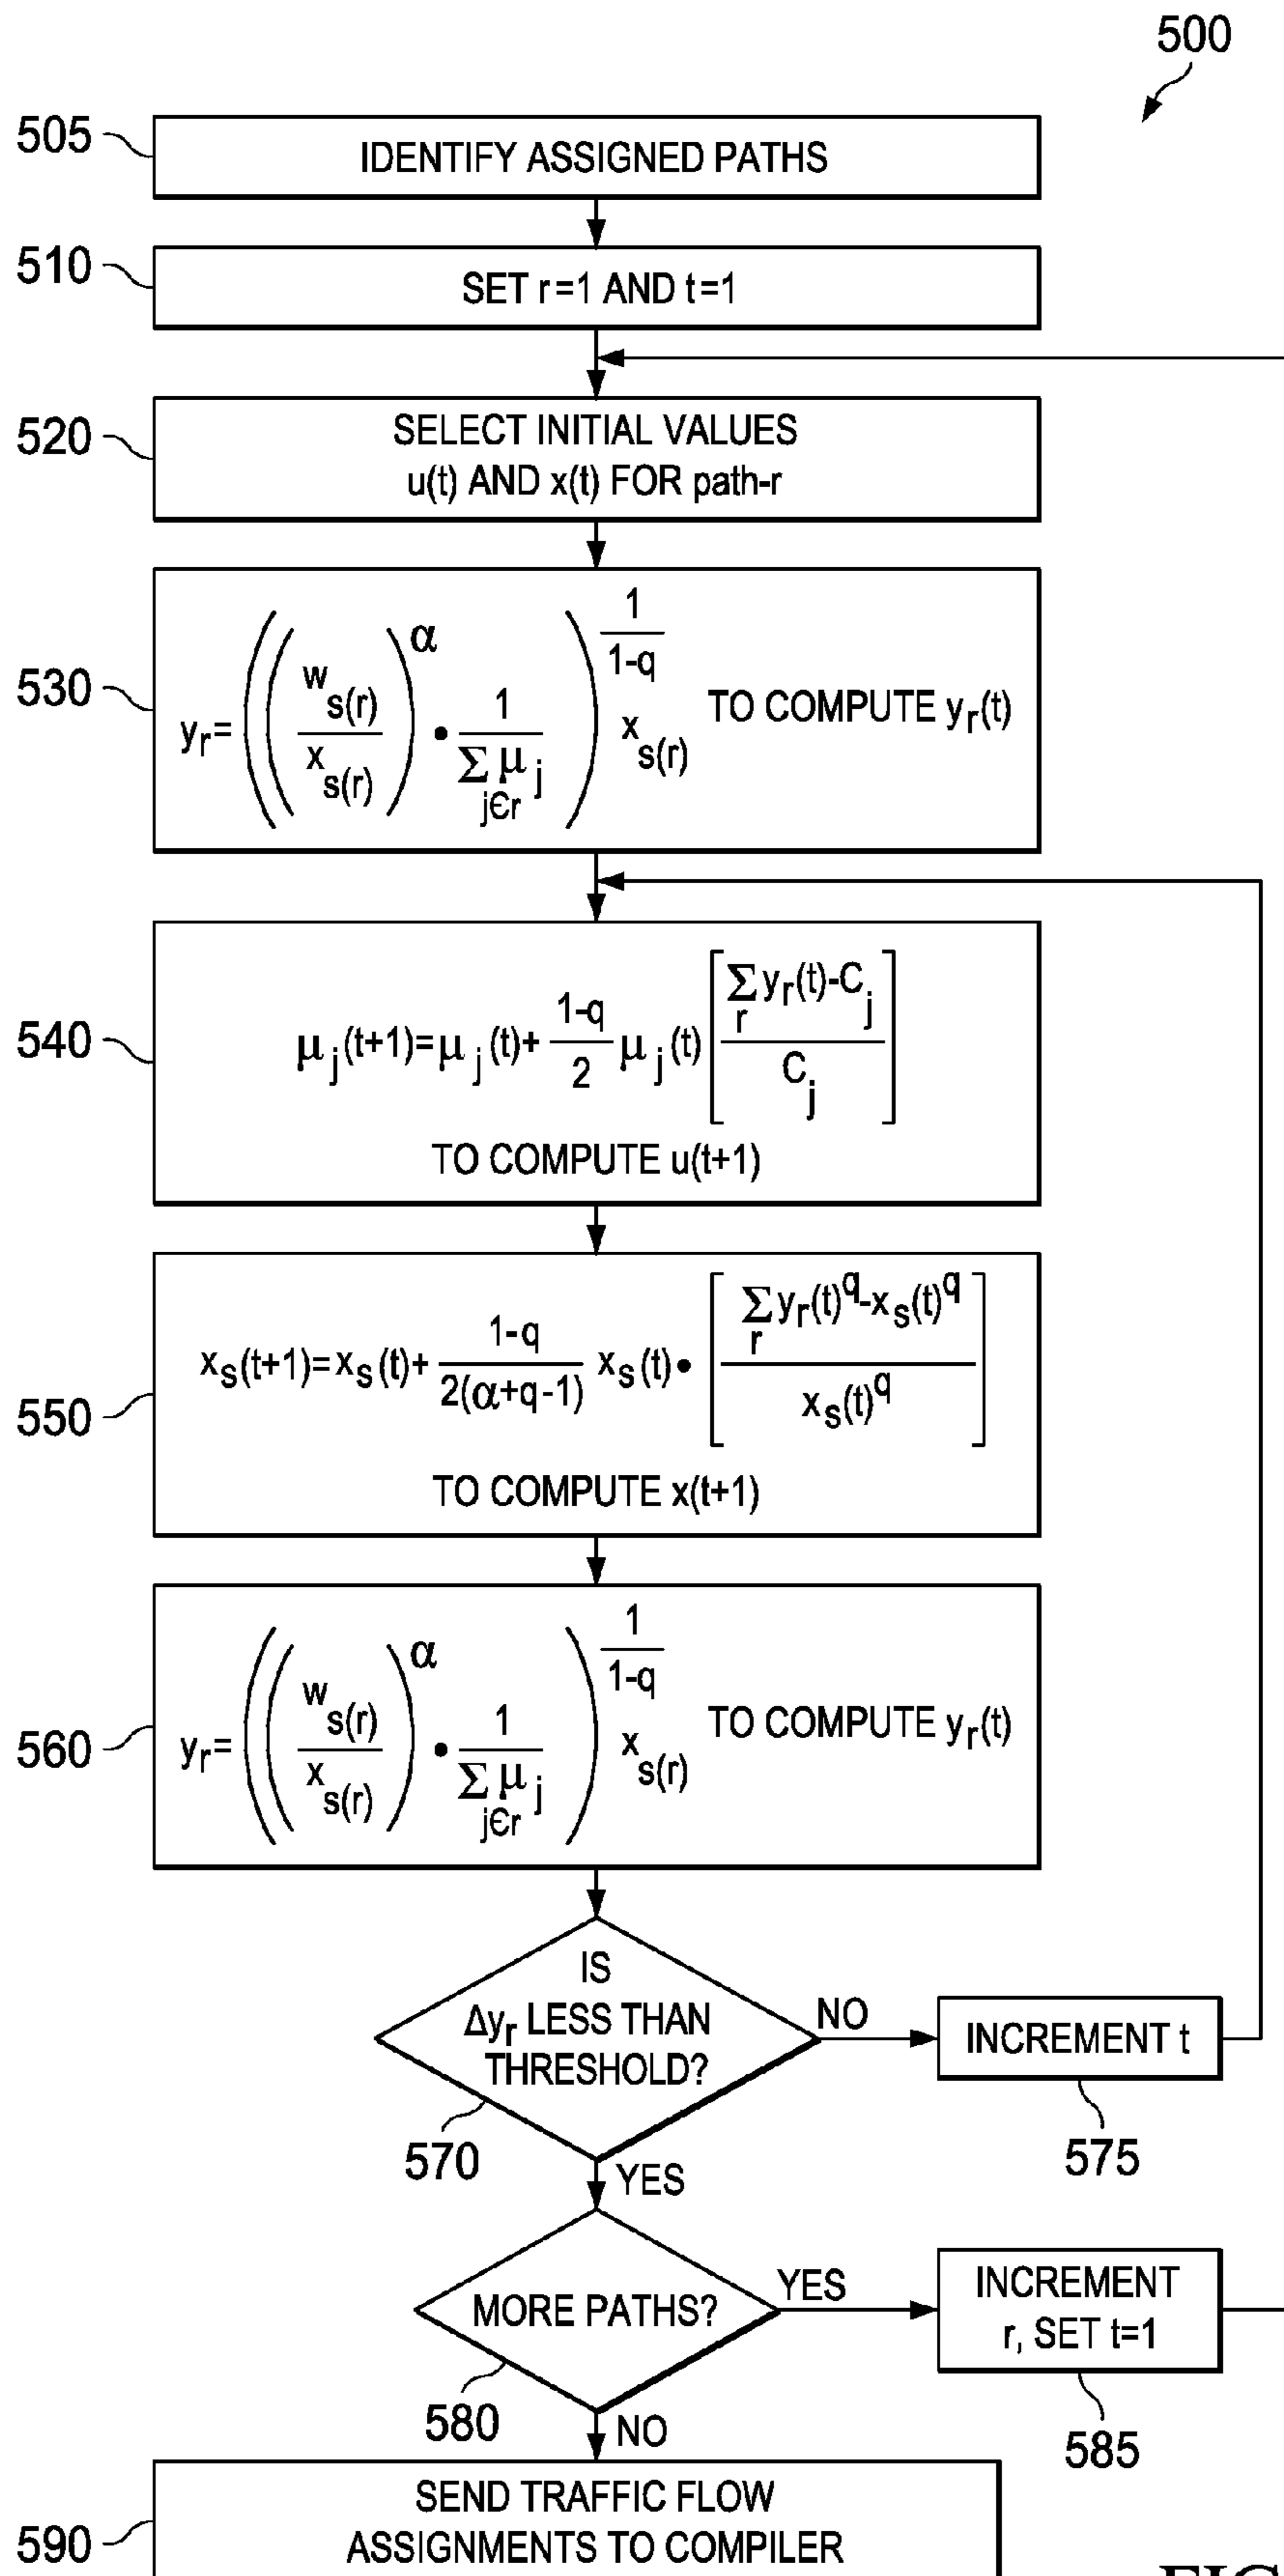 500
505
IDENTIFY ASSIGNED PATHS
510
SET r=1 AND t=1
520
SELECT INITIAL VALUES
u(t) AND x(t) FOR path-r
530
y_r = ((w_s(r) / x_s(r))^α • 1 / Σ_{j∈r} μ_j)^{1/(1-q)} x_s(r) TO COMPUTE y_r(t)
540
μ_j(t+1)=μ_j(t)+ (1-q)/2 μ_j(t) [(Σ_r y_r(t)-C_j) / C_j]
TO COMPUTE u(t+1)
550
x_s(t+1)=x_s(t)+ (1-q)/(2(α+q-1)) x_s(t) • [(Σ_r y_r(t)^q-x_s(t)^q) / x_s(t)^q]
TO COMPUTE x(t+1)
560
y_r = ((w_s(r) / x_s(r))^α • 1 / Σ_{j∈r} μ_j)^{1/(1-q)} x_s(r) TO COMPUTE y_r(t)
IS
Δy_r LESS THAN
THRESHOLD?
570
NO
INCREMENT t
575
YES
MORE PATHS?
580
YES
INCREMENT
r, SET t=1
585
NO
590
SEND TRAFFIC FLOW
ASSIGNMENTS TO COMPILER